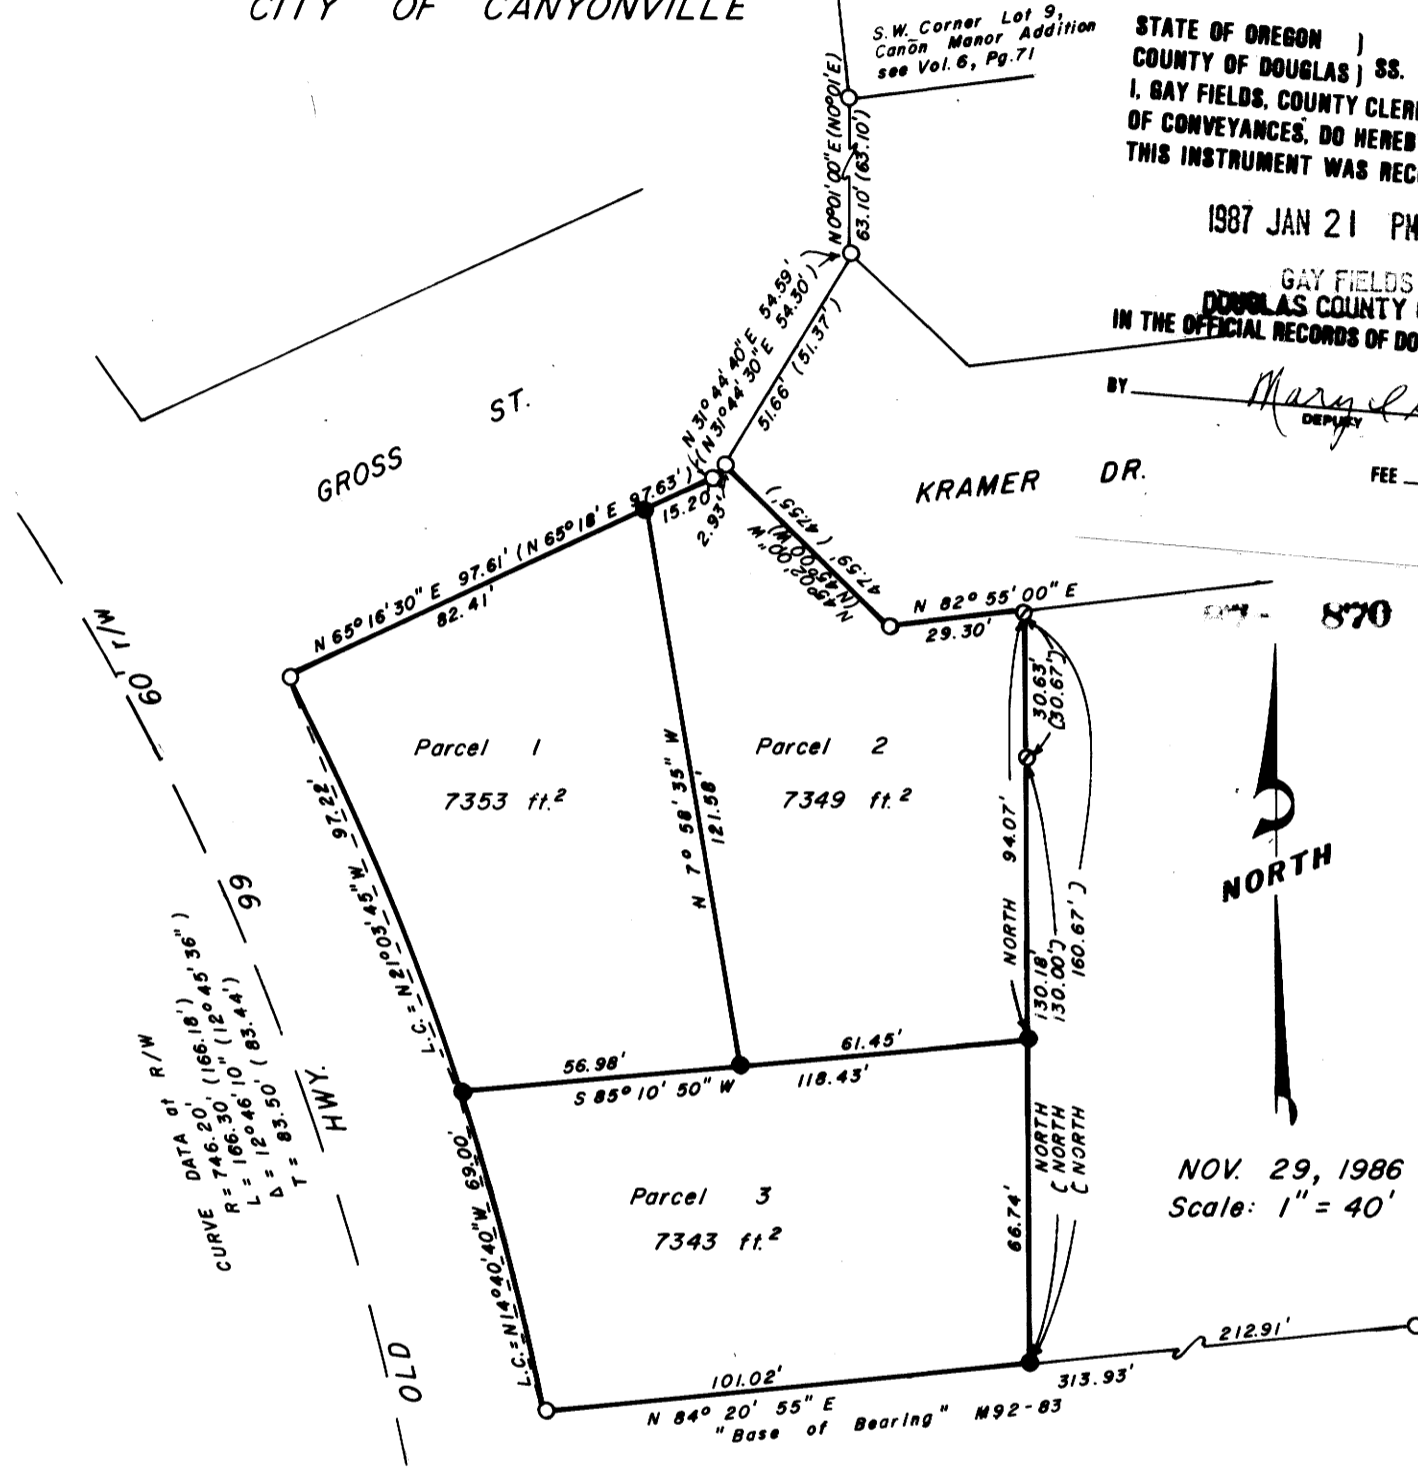 CITY OF CANYONVILLE
S.W. Corner Lot 9,
Canōn Manor Addition
see Vol. 6, Pg. 71
STATE OF OREGON )
COUNTY OF DOUGLAS ) SS.
I, GAY FIELDS, COUNTY CLER
OF CONVEYANCES, DO HEREB
THIS INSTRUMENT WAS REC
1987 JAN 21 PM
GAY FIELDS
DOUGLAS COUNTY
IN THE OFFICIAL RECORDS OF DO
BY
DEPUTY
FEE
N 0°01'00" E (N0°01'E)
63.10' (63.10')
N 31° 44' 40" E 54.59'
(N 31° 44' 30" E 54.30')
51.66' (51.37')
GROSS ST.
KRAMER DR.
N 65° 16' 30" E 97.61' (N 65° 18' E 97.63')
82.41'
15.20'
2.93'
N 45°02'00" W
47.59' (47.55')
N 82° 55' 00" E
29.30'
870
30.63'
(30.67')
60' r/w
Parcel 1
7353 ft.²
Parcel 2
7349 ft.²
N 7° 58' 35" W
121.58'
NORTH 94.07'
130.18'
130.00')
160.67')
NORTH
( NORTH
( NORTH
L.C. = N21°03'45"W 97.22'
NORTH
56.98'
61.45'
S 85° 10' 50" W
118.43'
CURVE DATA at R/W
R = 746.20' (166.18')
L = 166.30' (12° 45' 36")
Δ = 12° 46' 10" (12°
T = 83.50' (83.44')
OLD HWY. 99
Parcel 3
7343 ft.²
66.74'
L.C. = N14°40'40"W 69.00'
NOV. 29, 1986
Scale: 1" = 40'
212.91'
101.02'
313.93'
N 84° 20' 55" E
"Base of Bearing" M92-83